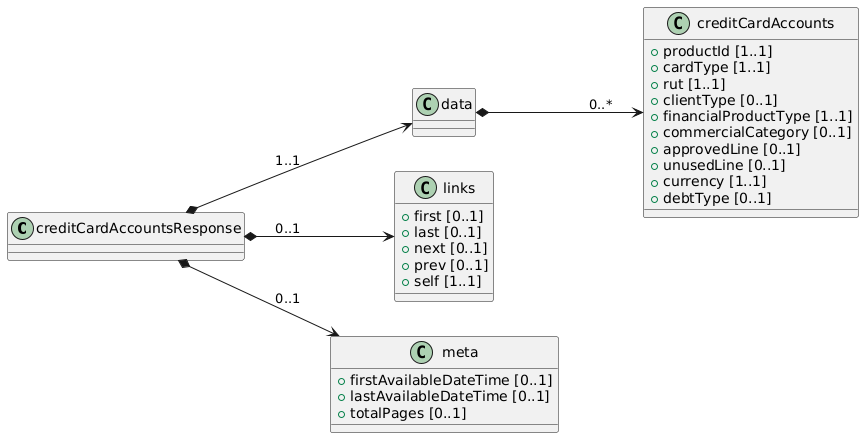 C creditCardAccounts
productId [1..1]
cardType [1..1]
rut [1..1]
clientType [0..1]
financialProductType [1..1]
commercialCategory [0..1]
approvedLine [0..1]
unusedLine [0..1]
currency [1..1]
debtType [0..1]
C data
0..*
1..1
C links
first [0..1]
last [0..1]
next [0..1]
prev [0..1]
self [1..1]
C creditCardAccountsResponse
0..1
0..1
C meta
firstAvailableDateTime [0..1]
lastAvailableDateTime [0..1]
totalPages [0..1]